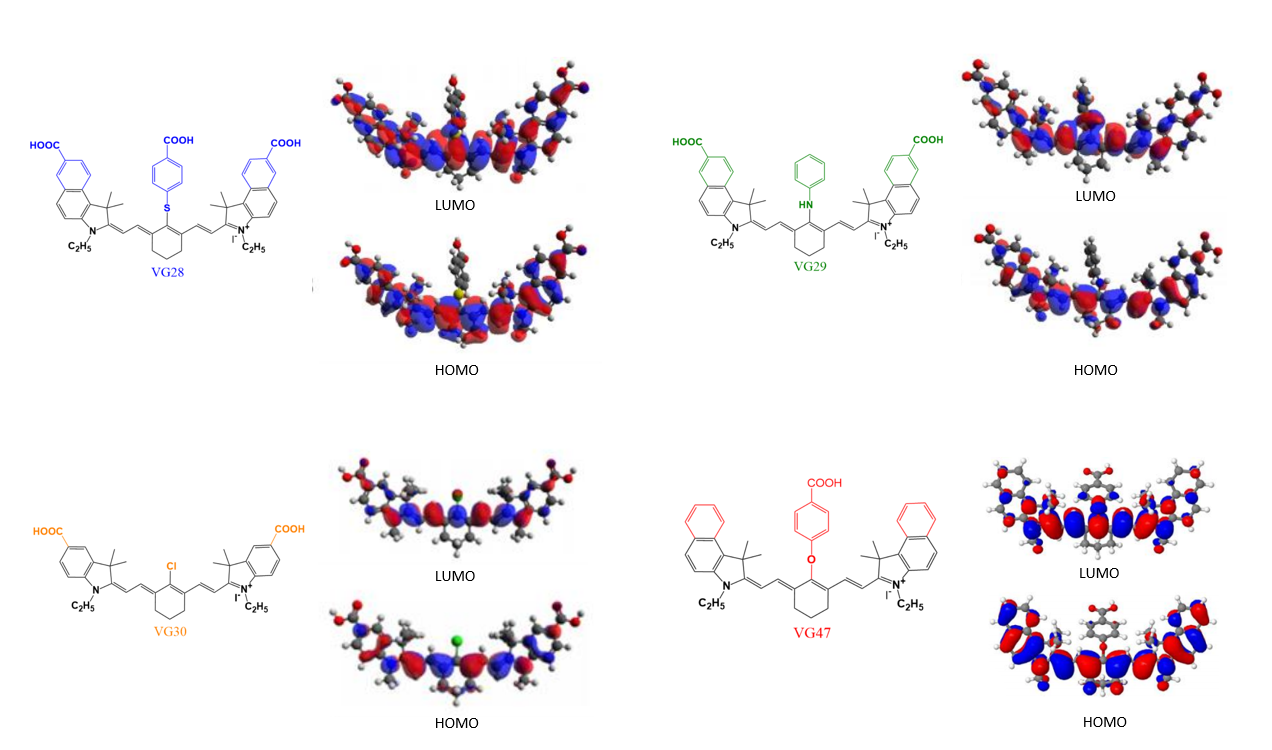 COOH
HOOC
COOH
S
N
C2H5
I-
N+
C2H5
VG28
LUMO
HOMO
HOOC
COOH
HN
N
C2H5
I-
N+
C2H5
VG29
LUMO
HOMO
HOOC
COOH
Cl
N
C2H5
I-
N+
C2H5
VG30
LUMO
HOMO
COOH
O
N
C2H5
I-
N+
C2H5
VG47
LUMO
HOMO